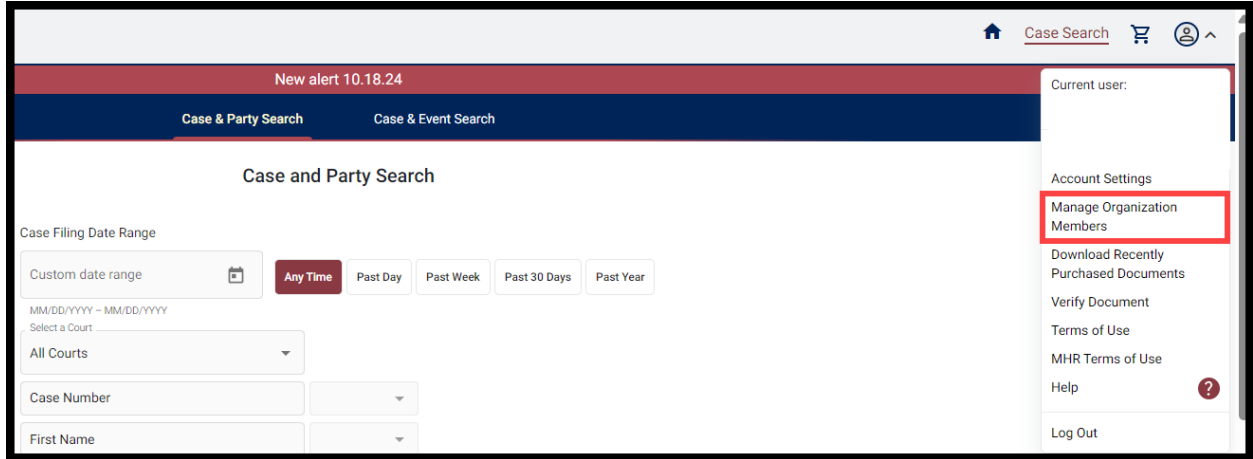 Case Search
New alert 10.18.24
Current user:
Case & Party Search
Case & Event Search
Case and Party Search
Account Settings
Manage Organization
Members
Case Filing Date Range
Custom date range
Any Time
Past Day
Past Week
Past 30 Days
Past Year
Download Recently
Purchased Documents
MM/DD/YYYY – MM/DD/YYYY
Verify Document
Select a Court
All Courts
Terms of Use
MHR Terms of Use
Case Number
Help
?
First Name
Log Out